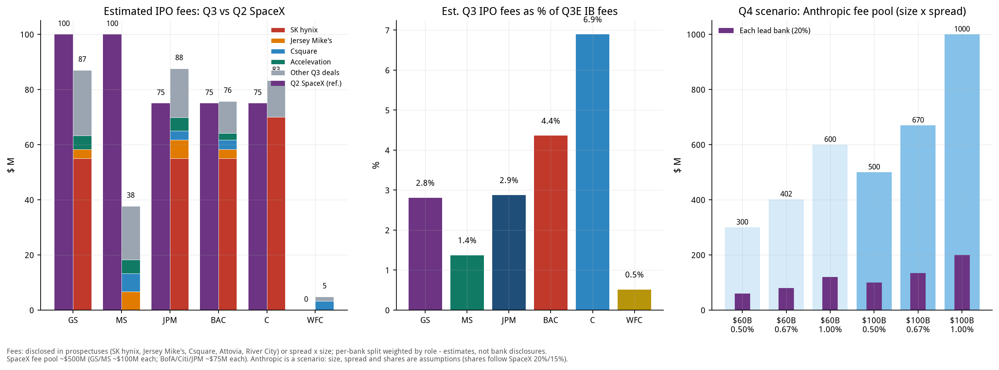 Estimated IPO fees: Q3 vs Q2 SpaceX
$ M
100
80
60
40
20
0
100
87
100
38
75
88
75
76
75
83
0
5
SK hynix
Jersey Mike's
Csquare
Accelevation
Other Q3 deals
Q2 SpaceX (ref.)
GS
MS
JPM
BAC
C
WFC
Est. Q3 IPO fees as % of Q3E IB fees
%
7
6
5
4
3
2
1
0
2.8%
1.4%
2.9%
4.4%
6.9%
0.5%
GS
MS
JPM
BAC
C
WFC
Q4 scenario: Anthropic fee pool (size x spread)
$ M
1000
800
600
400
200
0
Each lead bank (20%)
300
402
600
500
670
1000
$60B
0.50%
$60B
0.67%
$60B
1.00%
$100B
0.50%
$100B
0.67%
$100B
1.00%
Fees: disclosed in prospectuses (SK hynix, Jersey Mike's, Csquare, Attovia, River City) or spread x size; per-bank split weighted by role - estimates, not bank disclosures.
SpaceX fee pool ~$500M (GS/MS ~$100M each; BofA/Citi/JPM ~$75M each). Anthropic is a scenario: size, spread and shares are assumptions (shares follow SpaceX 20%/15%).